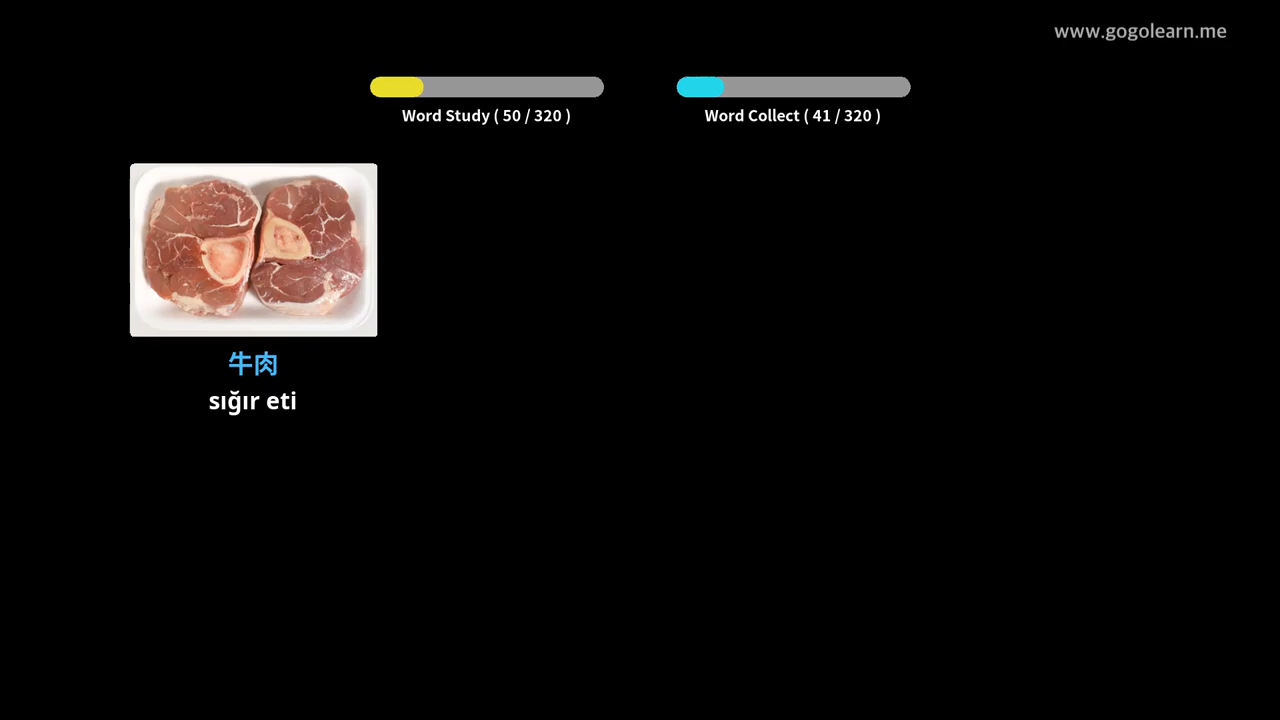 www.gogolearn.me
Word Study ( 50 / 320 )
Word Collect ( 41 / 320 )
牛肉
sığır eti